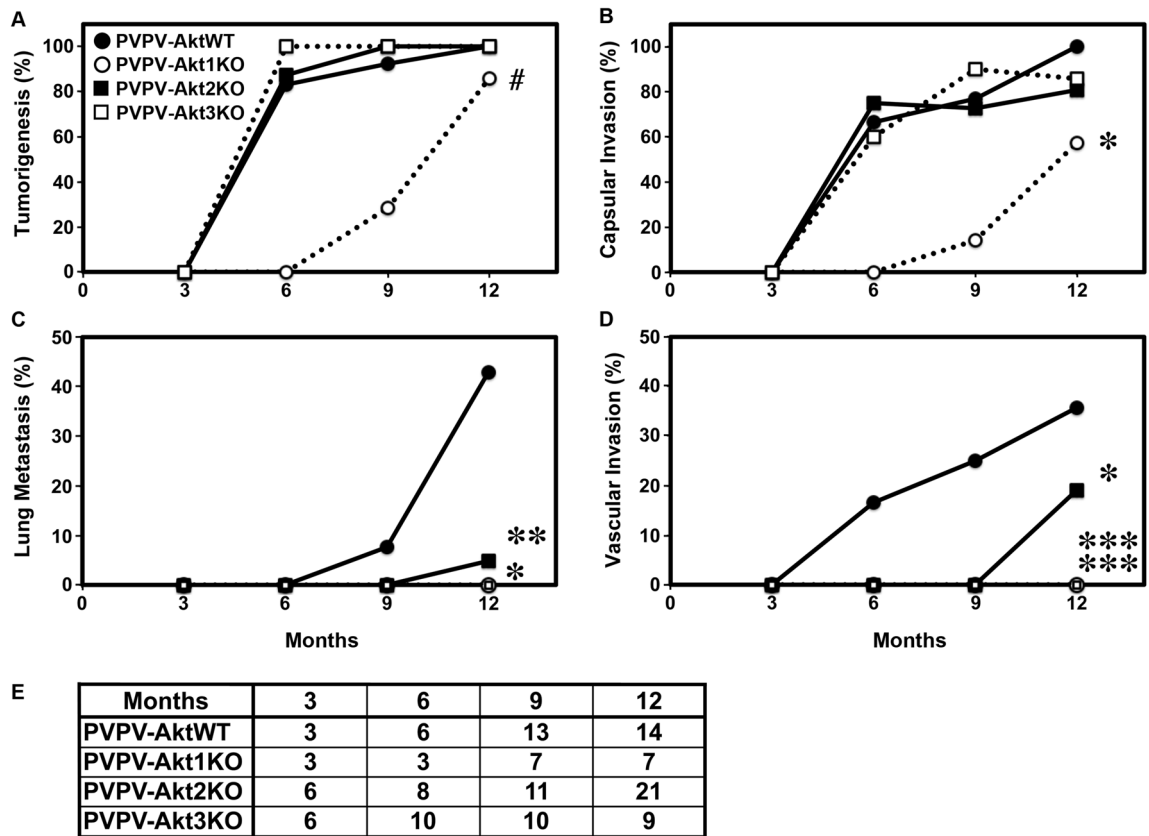 A
Tumorigenesis (%)
100
80
60
40
20
0
0 3 6 9 12
PVPV-AktWT
PVPV-Akt1KO
PVPV-Akt2KO
PVPV-Akt3KO
#
B
Capsular Invasion (%)
100
80
60
40
20
0
0 3 6 9 12
*
C
Lung Metastasis (%)
50
40
30
20
10
0
0 3 6 9 12
Months
**
*
D
Vascular Invasion (%)
50
40
30
20
10
0
0 3 6 9 12
Months
*
***
***
E
Months 3 6 9 12
PVPV-AktWT 3 6 13 14
PVPV-Akt1KO 3 3 7 7
PVPV-Akt2KO 6 8 11 21
PVPV-Akt3KO 6 10 10 9